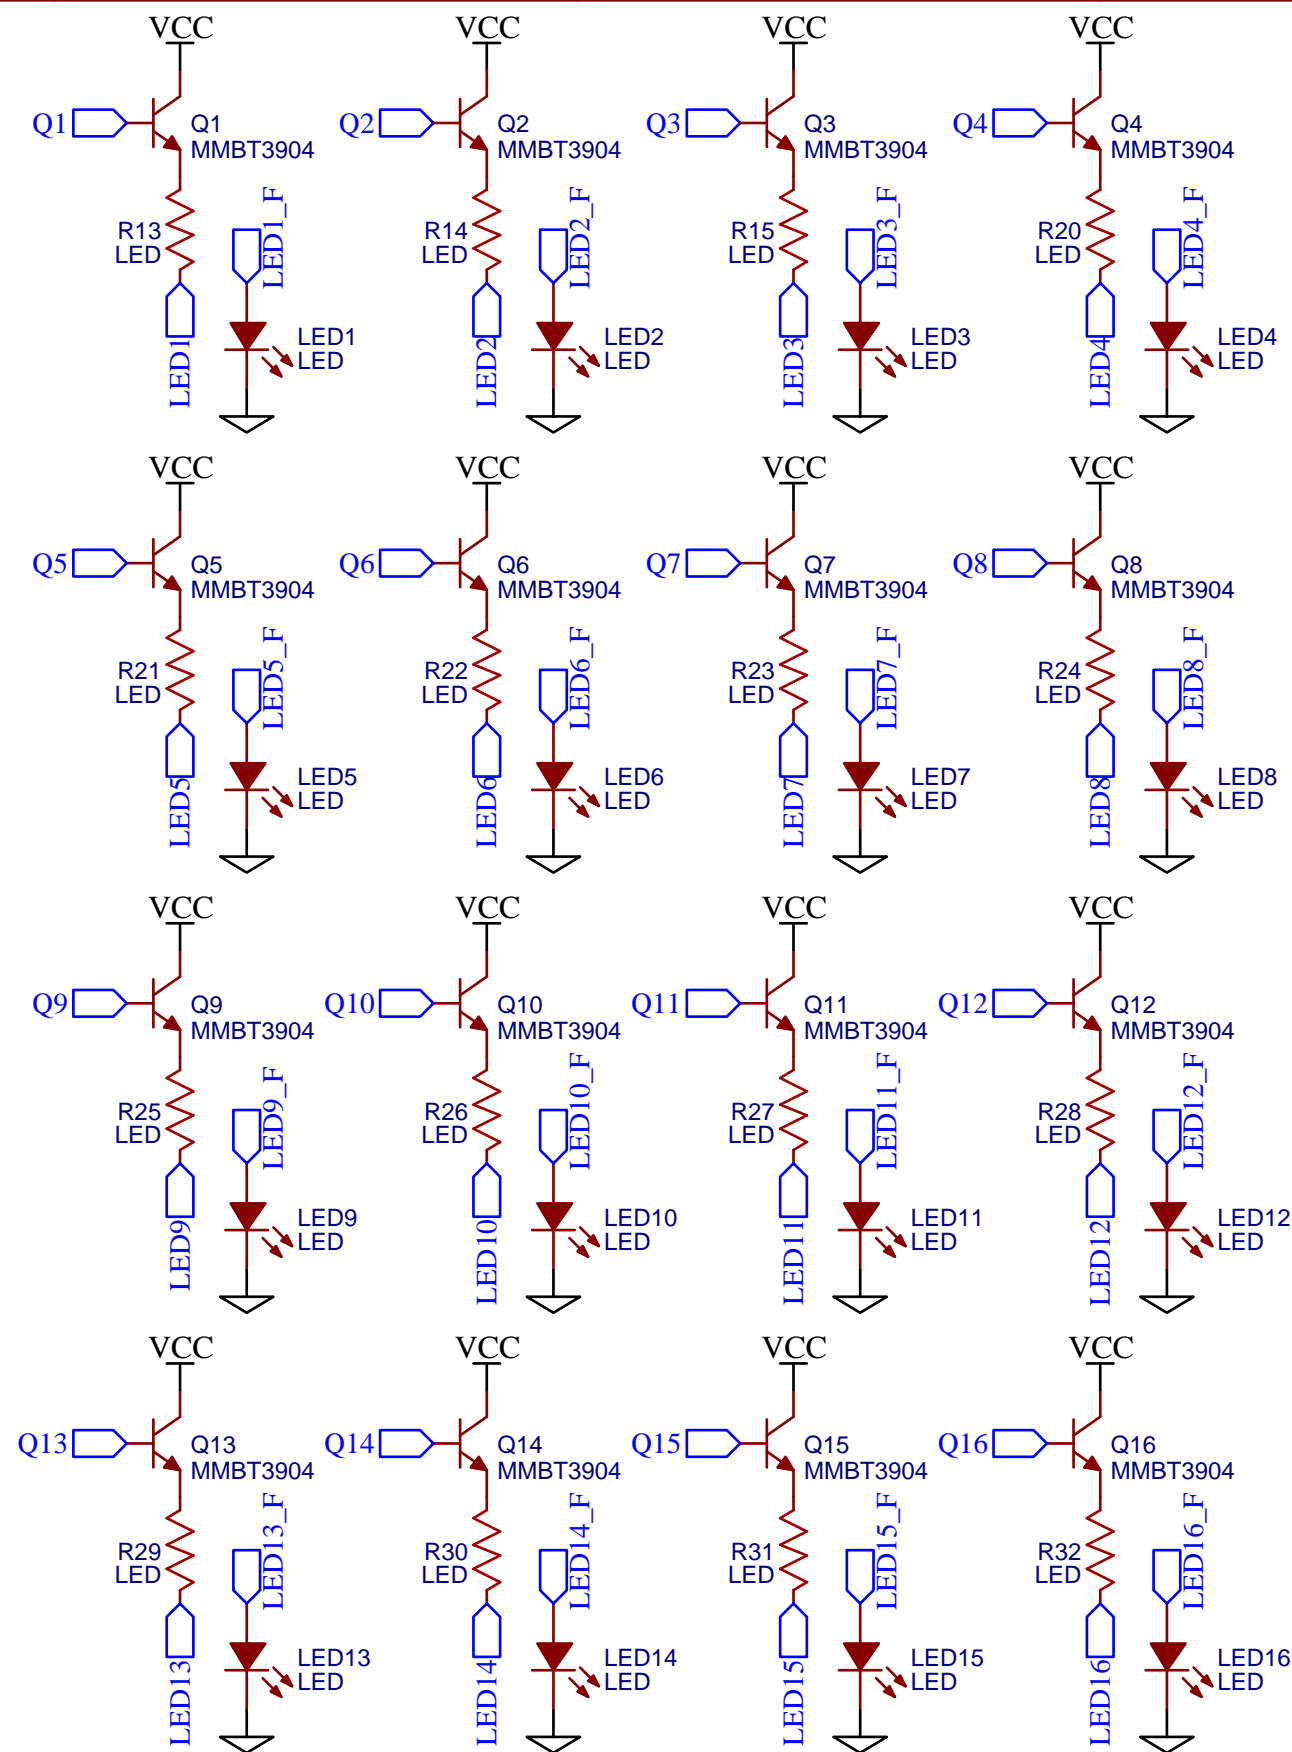 VCC VCC VCC VCC
Q1 Q1 Q2 Q2 Q3 Q3 Q4 Q4
MMBT3904 MMBT3904 MMBT3904 MMBT3904
LED1_F LED2_F LED3_F LED4_F
R13 R14 R15 R20
LED LED LED LED
LED1 LED2 LED3 LED4
LED1 LED2 LED3 LED4
LED LED LED LED
VCC VCC VCC VCC
Q5 Q5 Q6 Q6 Q7 Q7 Q8 Q8
MMBT3904 MMBT3904 MMBT3904 MMBT3904
LED5_F LED6_F LED7_F LED8_F
R21 R22 R23 R24
LED LED LED LED
LED5 LED6 LED7 LED8
LED5 LED6 LED7 LED8
LED LED LED LED
VCC VCC VCC VCC
Q9 Q9 Q10 Q10 Q11 Q11 Q12 Q12
MMBT3904 MMBT3904 MMBT3904 MMBT3904
LED9_F LED10_F LED11_F LED12_F
R25 R26 R27 R28
LED LED LED LED
LED9 LED10 LED11 LED12
LED9 LED10 LED11 LED12
LED LED LED LED
VCC VCC VCC VCC
Q13 Q13 Q14 Q14 Q15 Q15 Q16 Q16
MMBT3904 MMBT3904 MMBT3904 MMBT3904
LED13_F LED14_F LED15_F LED16_F
R29 R30 R31 R32
LED LED LED LED
LED13 LED14 LED15 LED16
LED13 LED14 LED15 LED16
LED LED LED LED